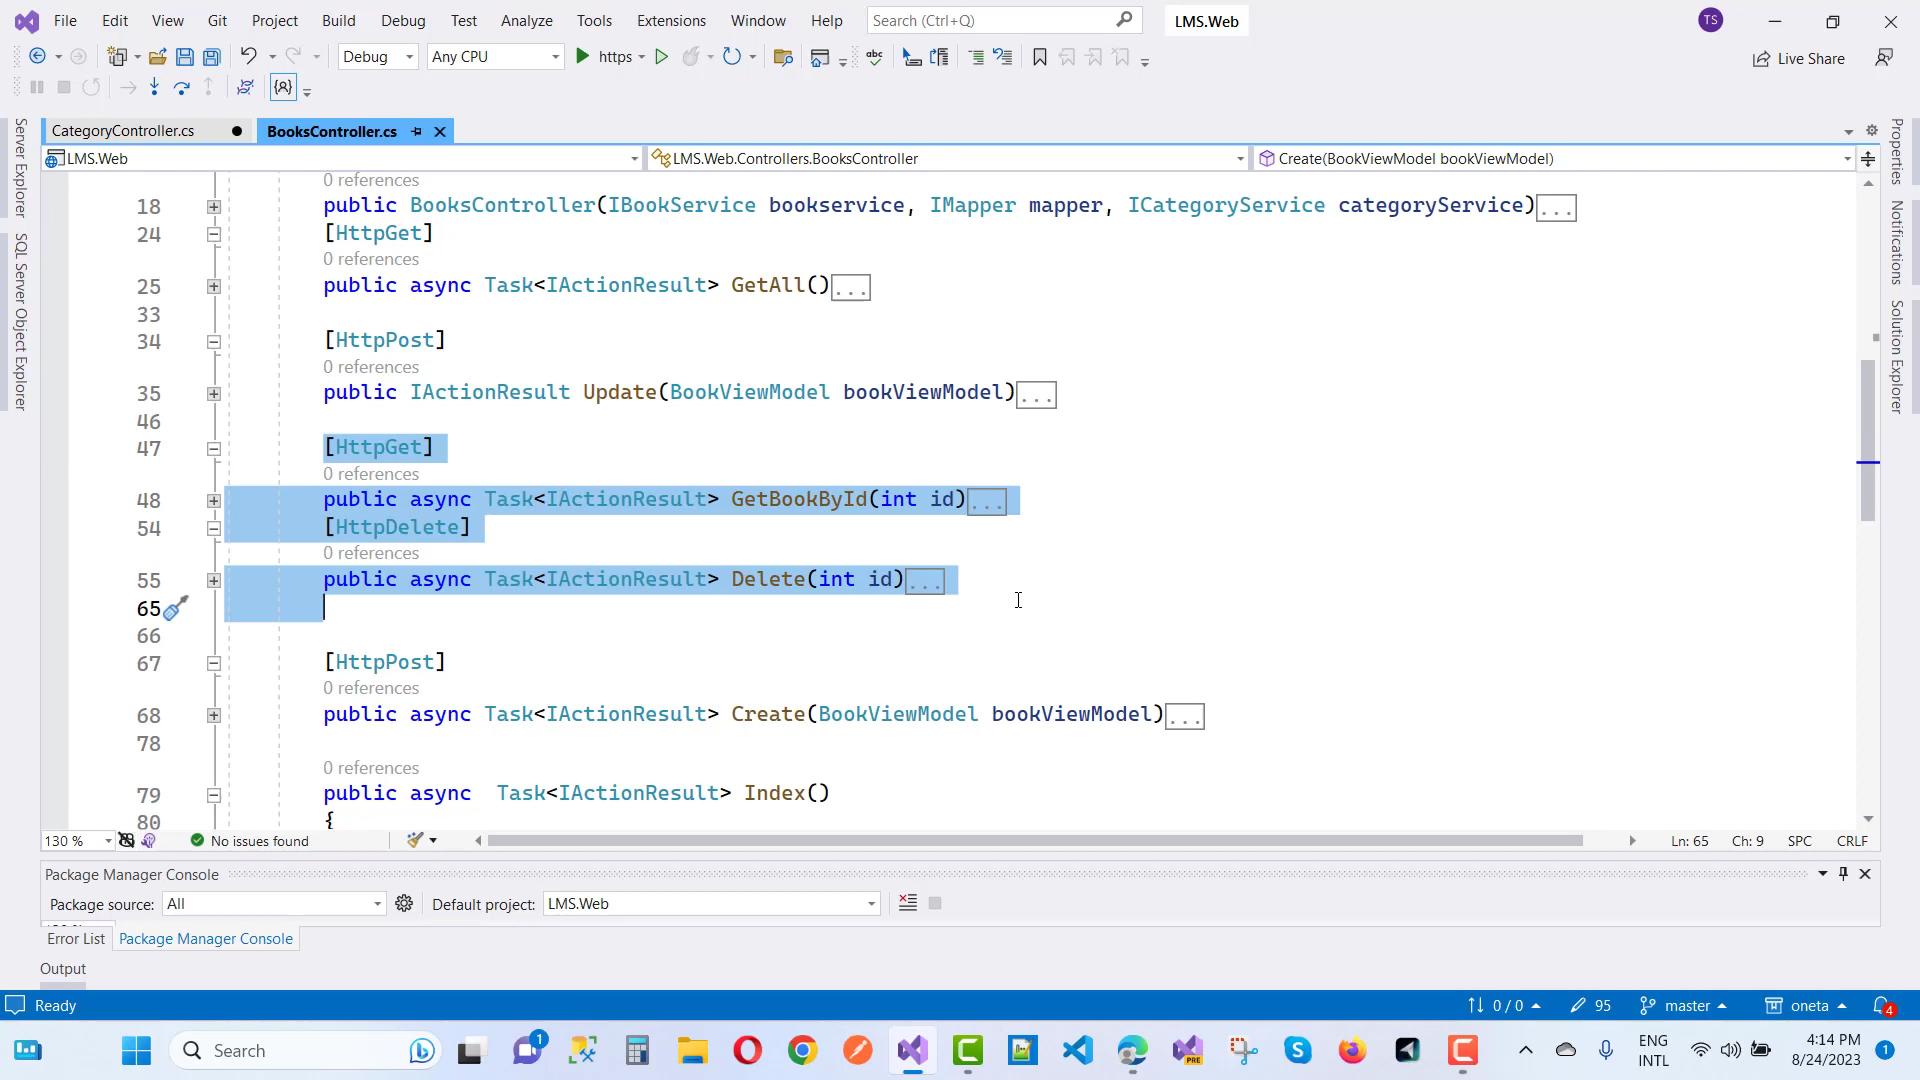 File Edit View Git Project Build Debug Test Analyze Tools Extensions Window Help Search (Ctrl+Q) LMS.Web TS
Debug Any CPU https abc Live Share
CategoryController.cs BooksController.cs
LMS.Web LMS.Web.Controllers.BooksController Create(BookViewModel bookViewModel)
Server Explorer
SQL Server Object Explorer
Properties
Notifications
Solution Explorer
0 references
18 public BooksController(IBookService bookservice, IMapper mapper, ICategoryService categoryService)...
24 [HttpGet]
0 references
25 public async Task<IActionResult> GetAll()...
33
34 [HttpPost]
0 references
35 public IActionResult Update(BookViewModel bookViewModel)...
46
47 [HttpGet]
0 references
48 public async Task<IActionResult> GetBookById(int id)...
54 [HttpDelete]
0 references
55 public async Task<IActionResult> Delete(int id)...
65
66
67 [HttpPost]
0 references
68 public async Task<IActionResult> Create(BookViewModel bookViewModel)...
78
0 references
79 public async  Task<IActionResult> Index()
80 {
130 % No issues found Ln: 65 Ch: 9 SPC CRLF
Package Manager Console
Package source: All Default project: LMS.Web
Error List Package Manager Console
Output
Ready 0 / 0 95 master oneta 4
Search 1 PRE ENG INTL 4:14 PM 8/24/2023 1